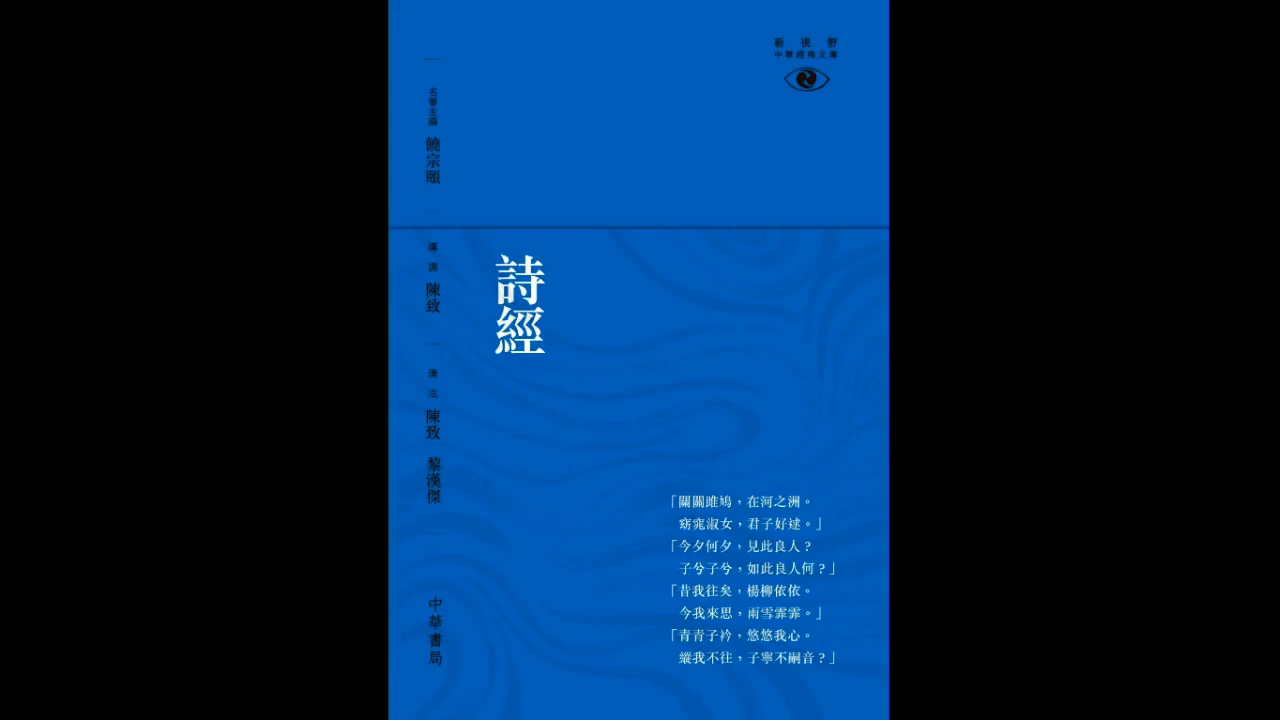 新視野
中華經典文庫
名譽主編 饒宗頤
編讀 陳致
譯注 陳致 黎漢傑
中華書局
詩經
「關關雎鳩，在河之洲。
窈窕淑女，君子好逑。」
「今夕何夕，見此良人？
子兮子兮，如此良人何？」
「昔我往矣，楊柳依依。
今我來思，雨雪霏霏。」
「青青子衿，悠悠我心。
縱我不往，子寧不嗣音？」